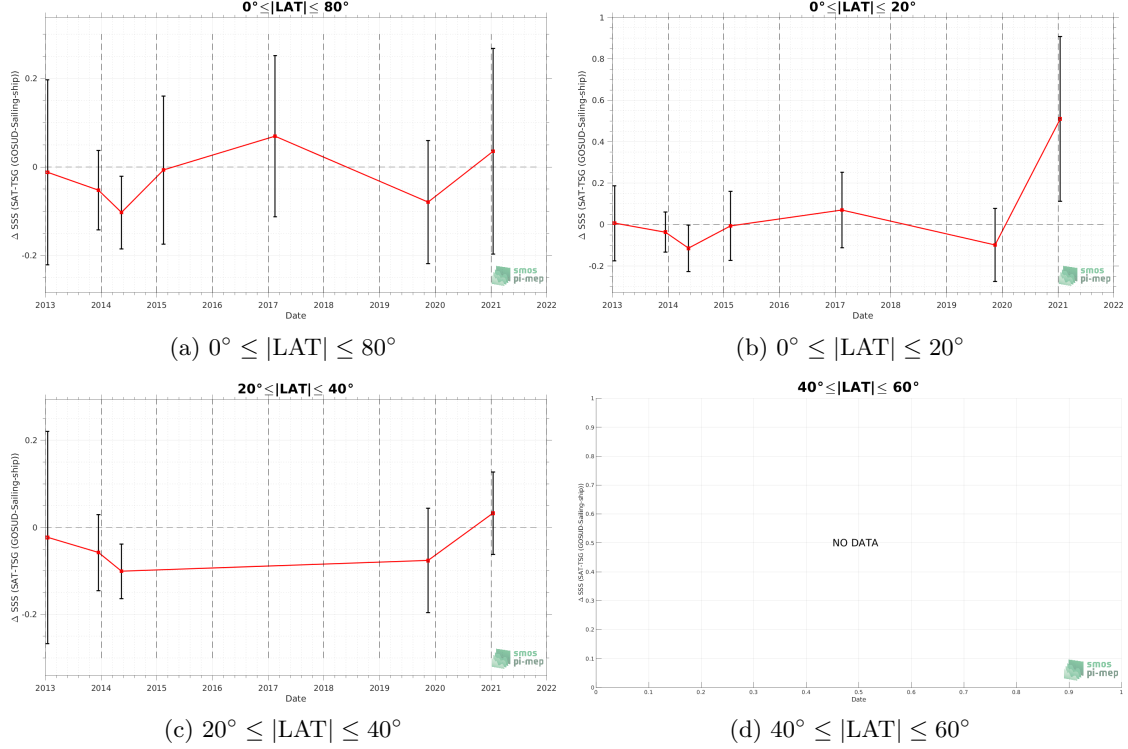 0°≤|LAT|≤ 80°
Δ SSS (SAT-TSG (GOSUD-Sailing-ship))
0.2
0
-0.2
2013 2014 2015 2016 2017 2018 2019 2020 2021 2022
Date
smos
pi-mep
(a) 0° ≤ |LAT| ≤ 80°
0°≤|LAT|≤ 20°
Δ SSS (SAT-TSG (GOSUD-Sailing-ship))
1
0.8
0.6
0.4
0.2
0
-0.2
2013 2014 2015 2016 2017 2018 2019 2020 2021 2022
Date
smos
pi-mep
(b) 0° ≤ |LAT| ≤ 20°
20°≤|LAT|≤ 40°
Δ SSS (SAT-TSG (GOSUD-Sailing-ship))
0.2
0
-0.2
2013 2014 2015 2016 2017 2018 2019 2020 2021 2022
Date
smos
pi-mep
(c) 20° ≤ |LAT| ≤ 40°
40°≤|LAT|≤ 60°
Δ SSS (SAT-TSG (GOSUD-Sailing-ship))
1
0.9
0.8
0.7
0.6
0.5
0.4
0.3
0.2
0.1
0
NO DATA
0 0.1 0.2 0.3 0.4 0.5 0.6 0.7 0.8 0.9 1
Date
smos
pi-mep
(d) 40° ≤ |LAT| ≤ 60°